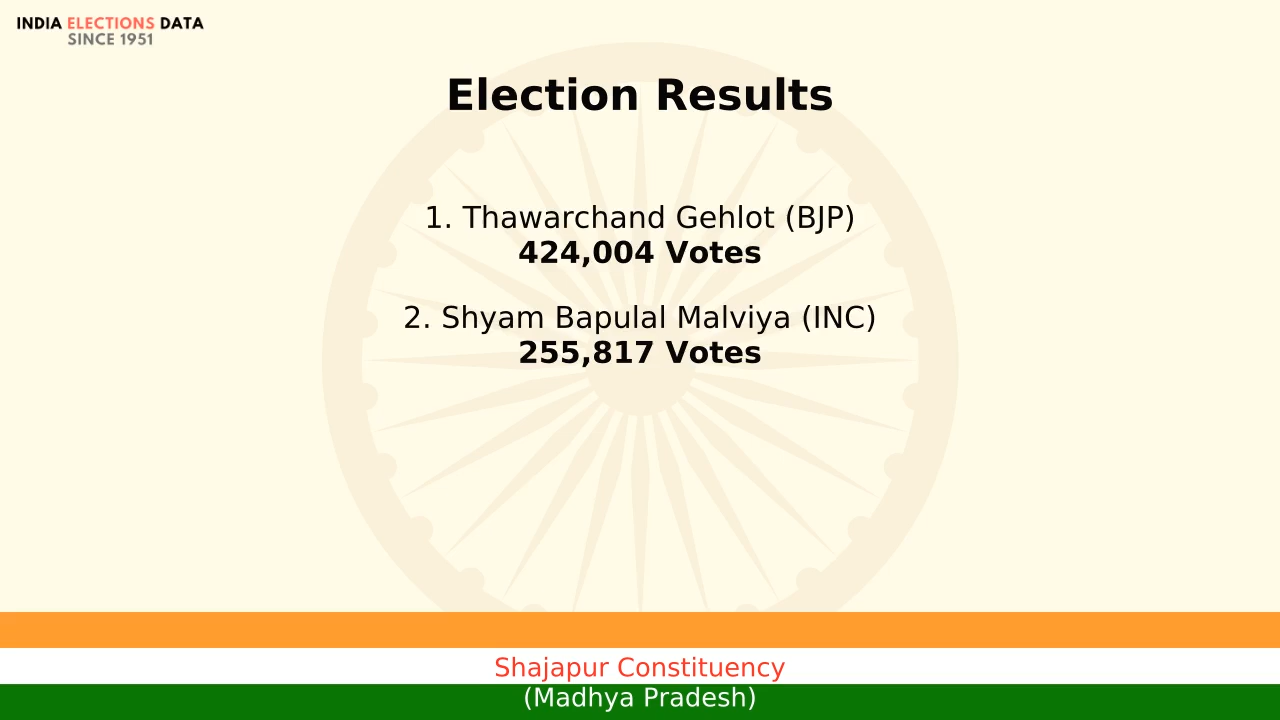 INDIA ELECTIONS DATA
SINCE 1951
Election Results
1. Thawarchand Gehlot (BJP)
424,004 Votes
2. Shyam Bapulal Malviya (INC)
255,817 Votes
Shajapur Constituency
(Madhya Pradesh)